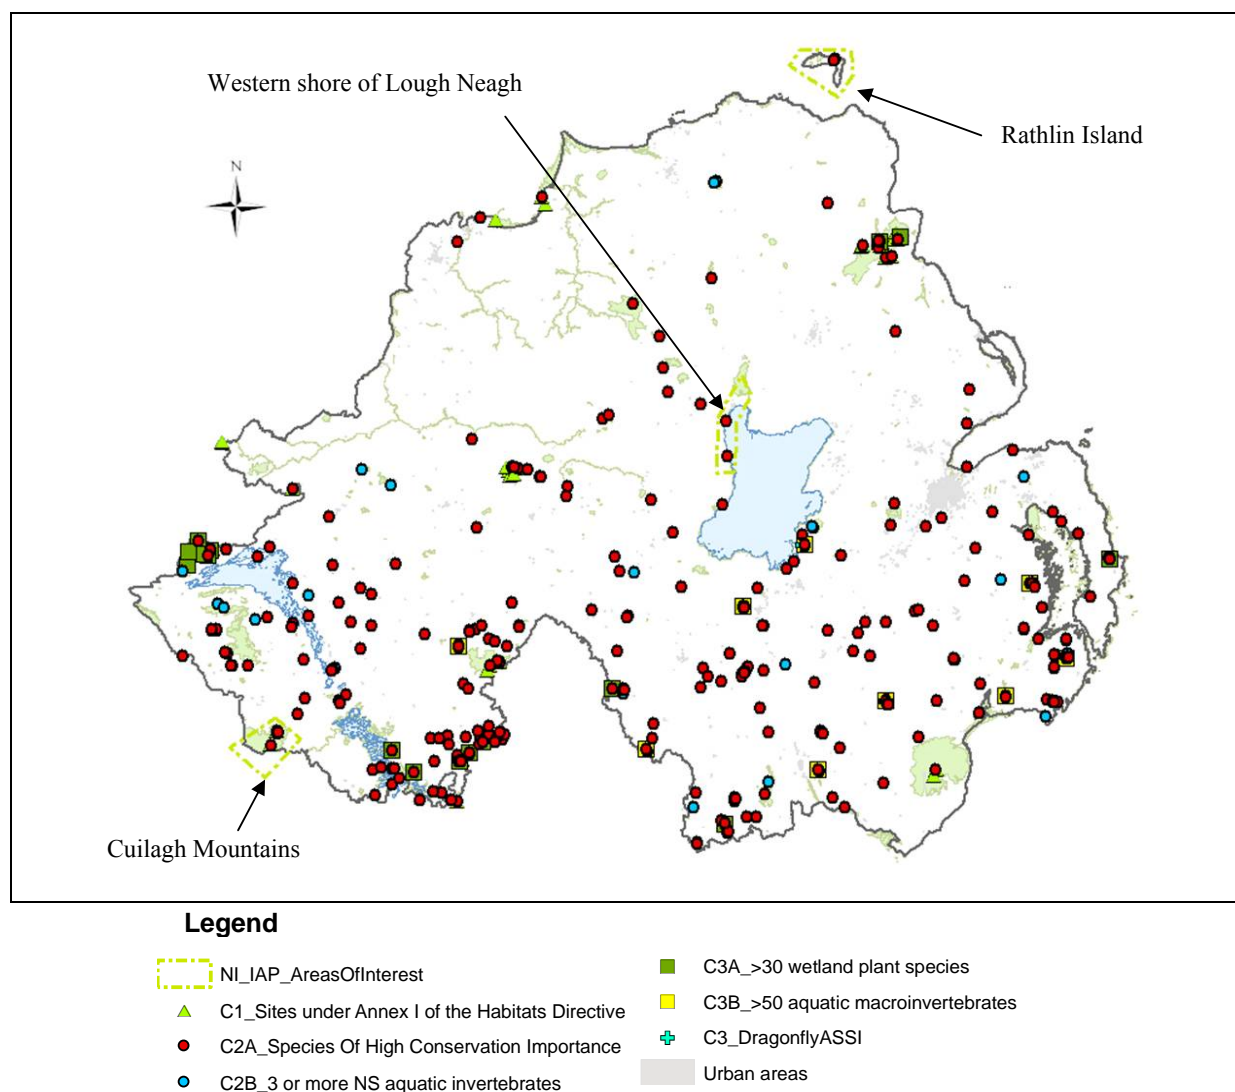 Western shore of Lough Neagh
Rathlin Island
N
Cuilagh Mountains
Legend
NI_IAP_AreasOfInterest
C1_Sites under Annex I of the Habitats Directive
C2A_Species Of High Conservation Importance
C2B_3 or more NS aquatic invertebrates
C3A_>30 wetland plant species
C3B_>50 aquatic macroinvertebrates
C3_DragonflyASSI
Urban areas